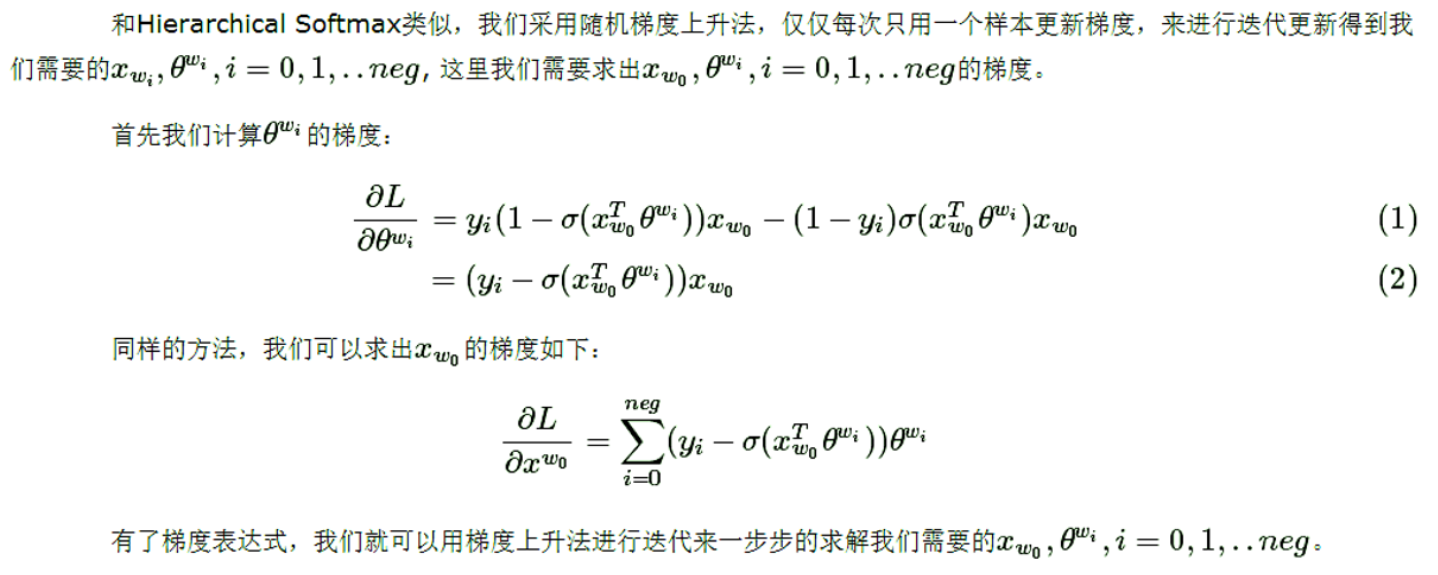 和Hierarchical Softmax类似，我们采用随机梯度上升法，仅仅每次只用一个样本更新梯度，来进行迭代更新得到我
们需要的$x_{w_i}, \theta^{w_i}, i = 0, 1, ..neg$, 这里我们需要求出$x_{w_0}, \theta^{w_i}, i = 0, 1, ..neg$的梯度。
首先我们计算$\theta^{w_i}$的梯度：
$\frac{\partial L}{\partial \theta^{w_i}} = y_i(1 - \sigma(x_{w_0}^T \theta^{w_i}))x_{w_0} - (1 - y_i)\sigma(x_{w_0}^T \theta^{w_i})x_{w_0}$ (1)
$= (y_i - \sigma(x_{w_0}^T \theta^{w_i}))x_{w_0}$ (2)
同样的方法，我们可以求出$x_{w_0}$的梯度如下：
$\frac{\partial L}{\partial x^{w_0}} = \sum_{i=0}^{neg} (y_i - \sigma(x_{w_0}^T \theta^{w_i}))\theta^{w_i}$
有了梯度表达式，我们就可以用梯度上升法进行迭代来一步步的求解我们需要的$x_{w_0}, \theta^{w_i}, i = 0, 1, ..neg$。